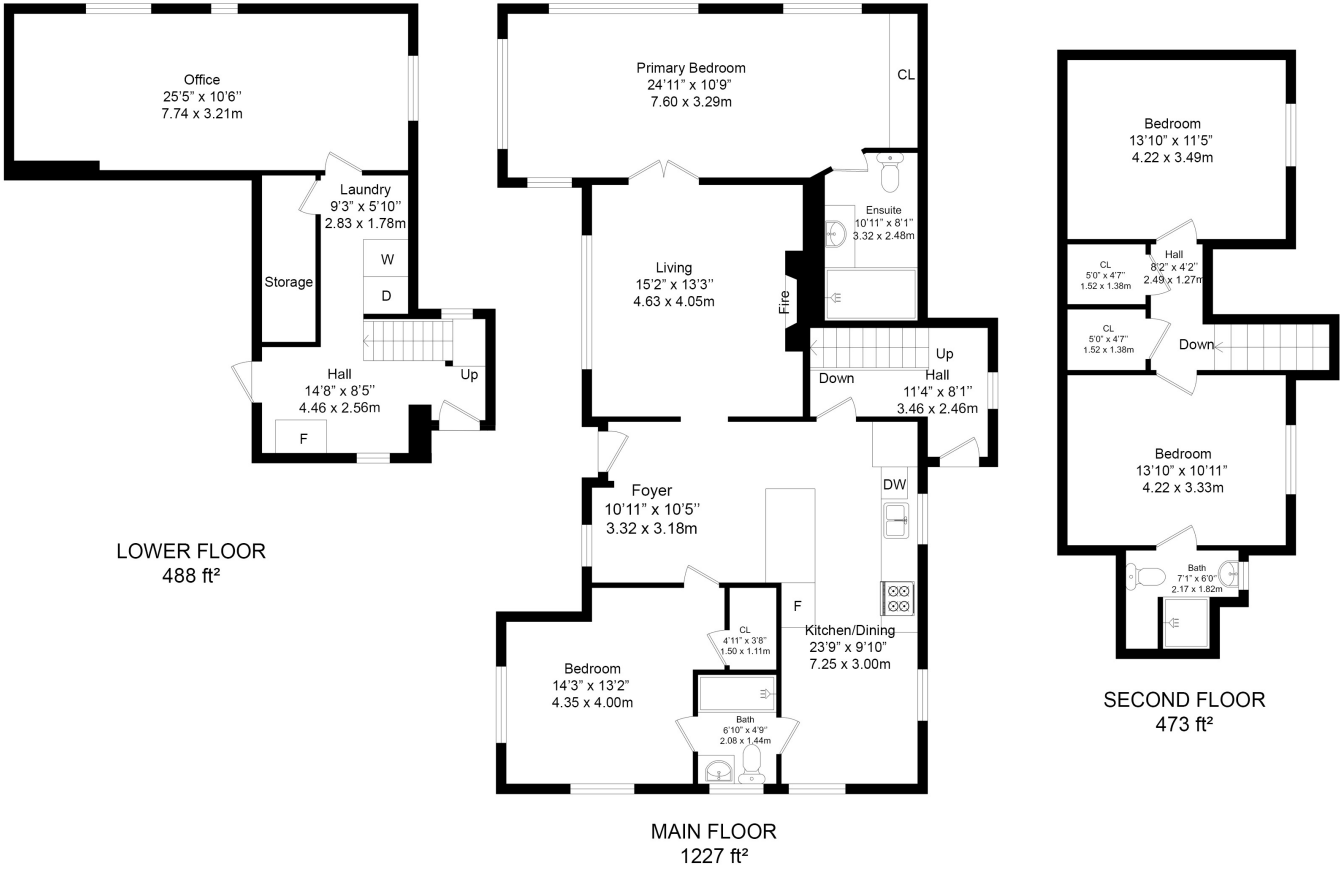 Office
25'5” x 10'6”
7.74 x 3.21m
Laundry
9'3” x 5'10”
2.83 x 1.78m
W
D
Storage
Up
Hall
14'8” x 8'5”
4.46 x 2.56m
F
LOWER FLOOR
488 ft²
Primary Bedroom
24'11” x 10'9”
7.60 x 3.29m
CL
Ensuite
10'11” x 8'1”
3.32 x 2.48m
Living
15'2” x 13'3”
4.63 x 4.05m
Fire
Up
Down
Hall
11'4” x 8'1”
3.46 x 2.46m
Foyer
10'11” x 10'5”
3.32 x 3.18m
DW
F
Kitchen/Dining
23'9” x 9'10”
7.25 x 3.00m
CL
4'11” x 3'8”
1.50 x 1.11m
Bedroom
14'3” x 13'2”
4.35 x 4.00m
Bath
6'10” x 4'9”
2.08 x 1.44m
MAIN FLOOR
1227 ft²
Bedroom
13'10” x 11'5”
4.22 x 3.49m
Hall
8'2” x 4'2”
2.49 x 1.27m
CL
5'0” x 4'7”
1.52 x 1.38m
CL
5'0” x 4'7”
1.52 x 1.38m
Down
Bedroom
13'10” x 10'11”
4.22 x 3.33m
Bath
7'1” x 6'0”
2.17 x 1.82m
SECOND FLOOR
473 ft²